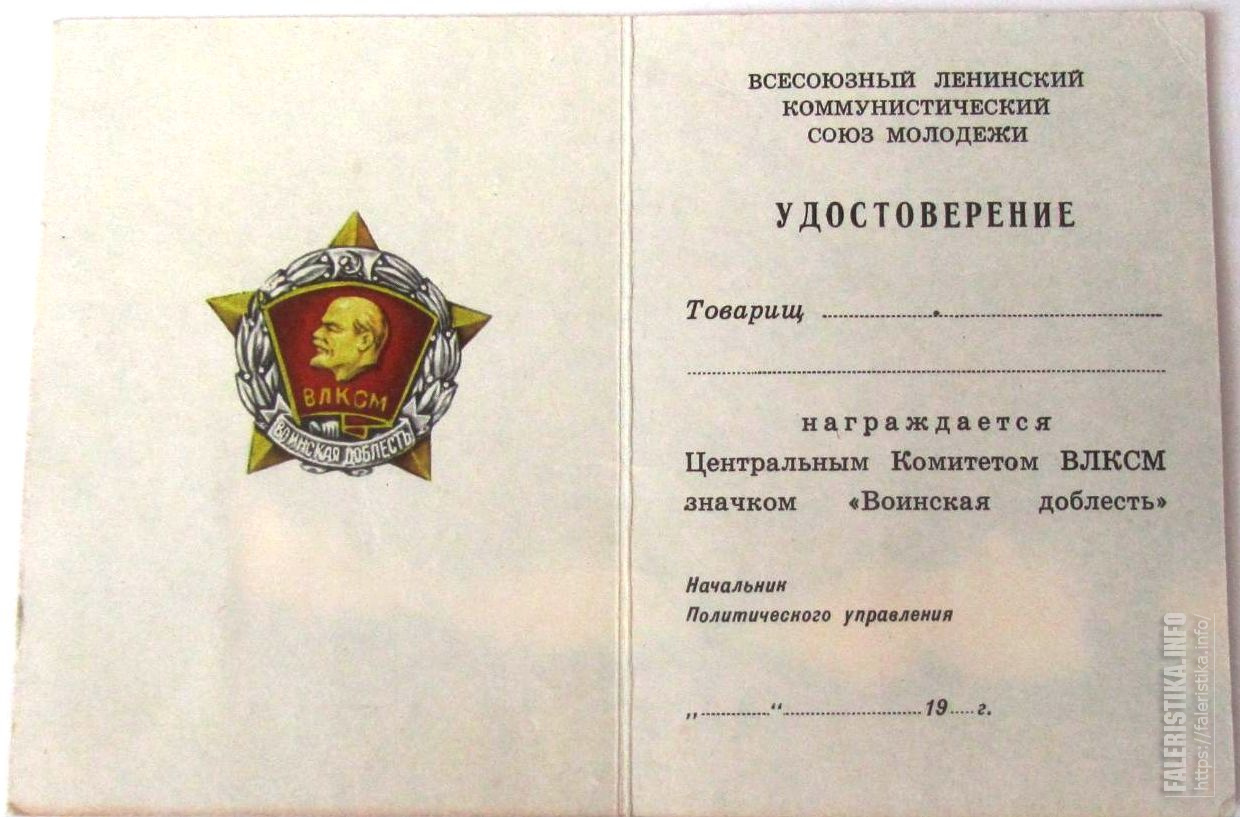 ВЛКСМ
ВОИНСКАЯ ДОБЛЕСТЬ
ВСЕСОЮЗНЫЙ ЛЕНИНСКИЙ
КОММУНИСТИЧЕСКИЙ
СОЮЗ МОЛОДЕЖИ
УДОСТОВЕРЕНИЕ
Товарищ
награждается
Центральным Комитетом ВЛКСМ
значком «Воинская доблесть»
Начальник
Политического управления
„ “ 19 г.
FALERISTIKA.INFO
https://faleristika.info/